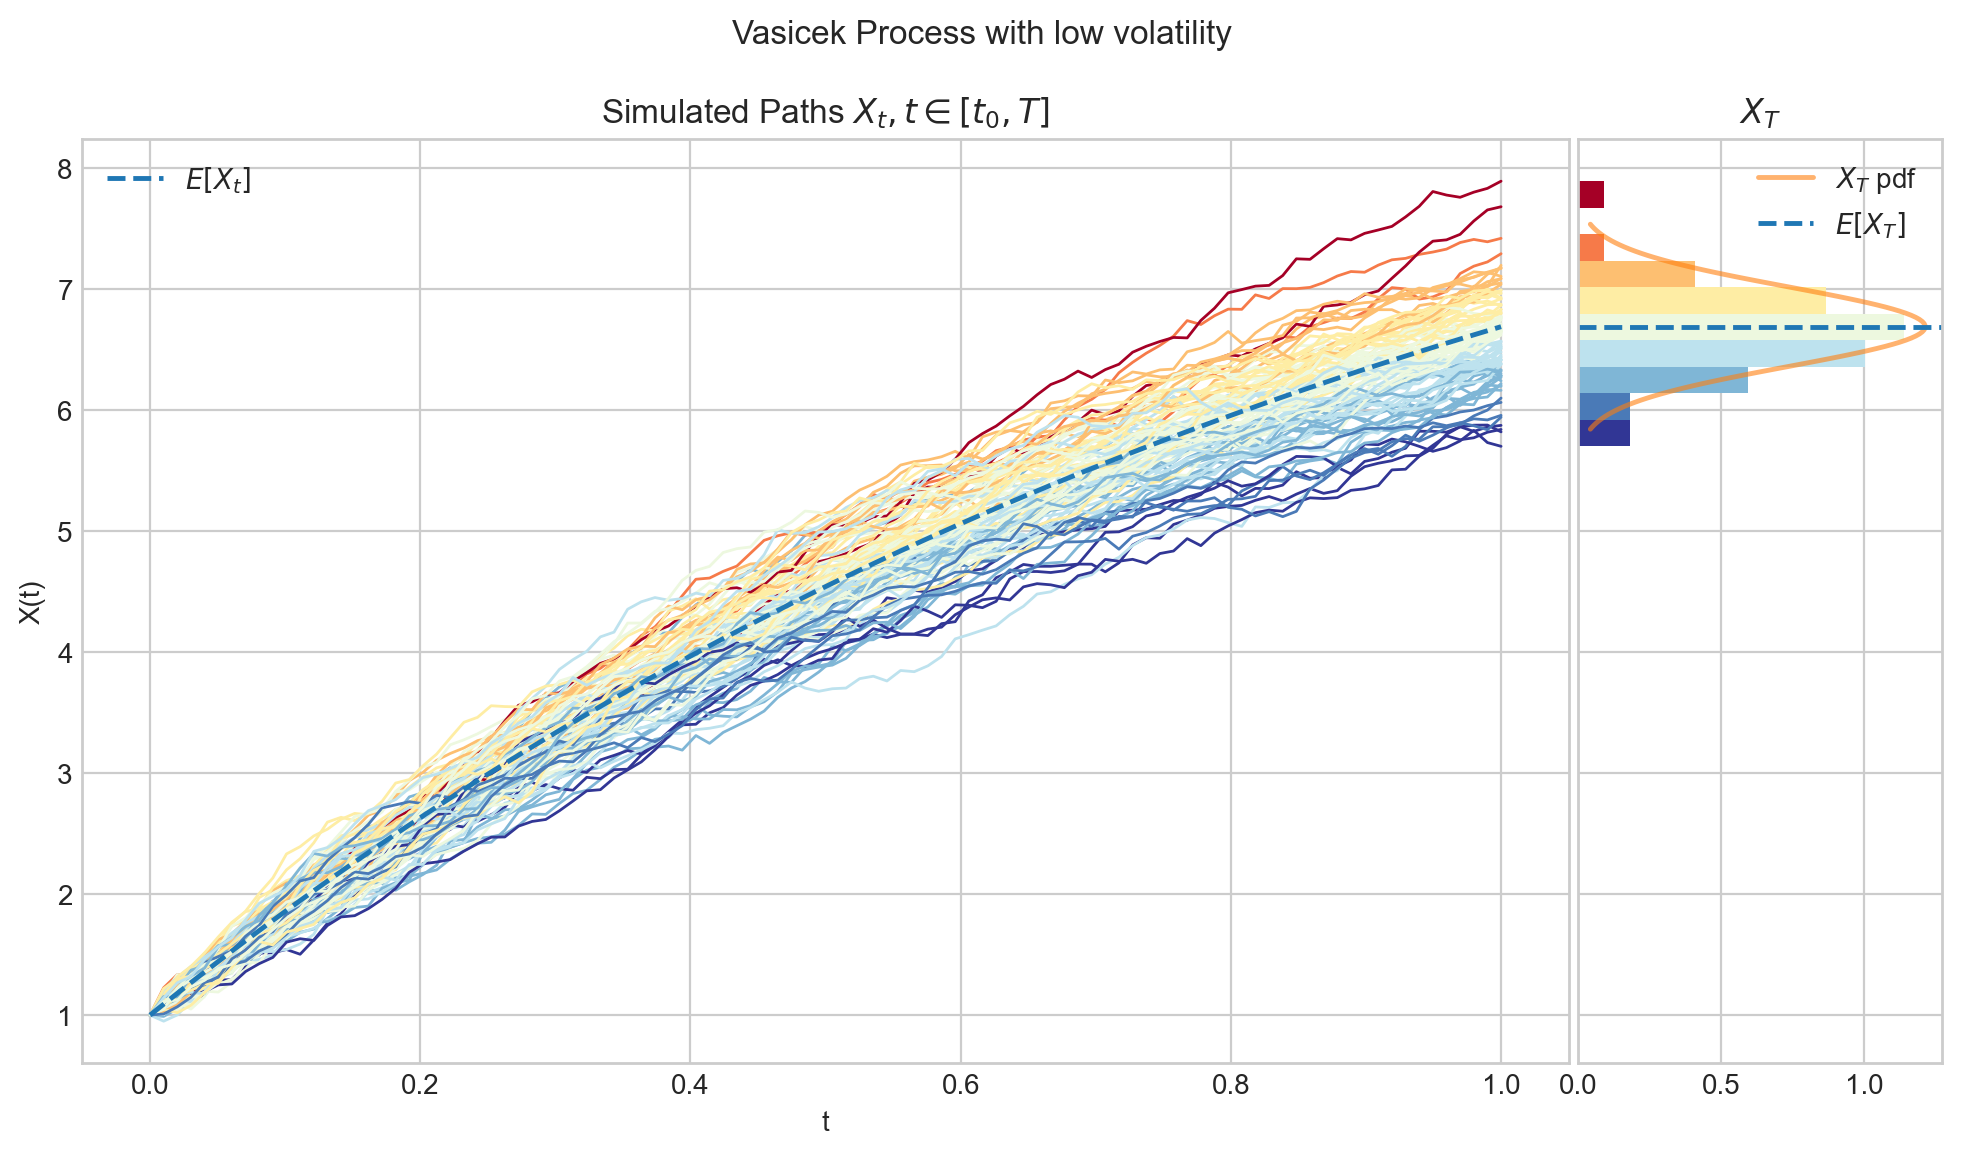 Vasicek Process with low volatility
Simulated Paths $X_t, t \in [t_0, T]$
$X_T$
$E[X_t]$
$X_T$ pdf
$E[X_T]$
8
7
6
5
4
3
2
1
X(t)
0.0 0.2 0.4 0.6 0.8 1.0 0.0 0.5 1.0
t